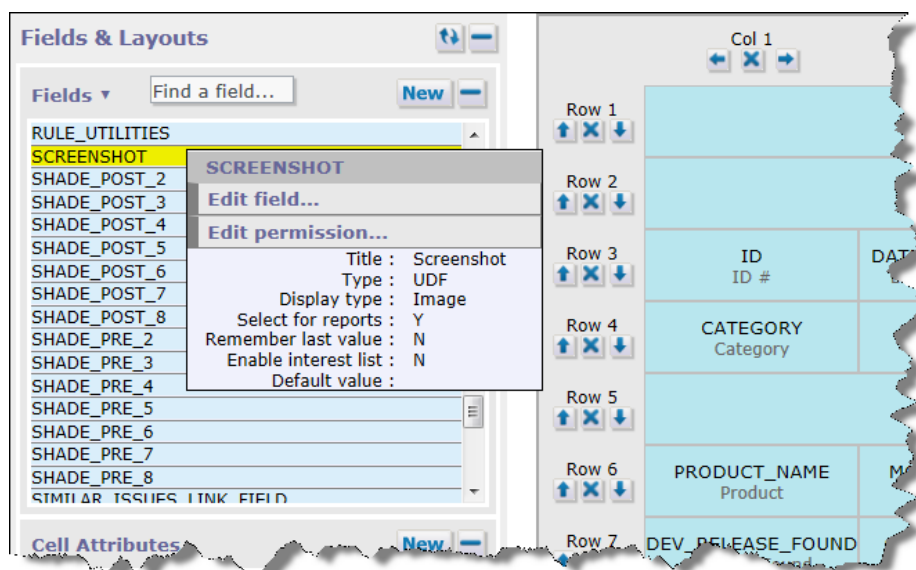 Fields & Layouts
Fields ▼ Find a field... New
RULE_UTILITIES
SCREENSHOT
SHADE_POST_2
SHADE_POST_3
SHADE_POST_4
SHADE_POST_5
SHADE_POST_6
SHADE_POST_7
SHADE_POST_8
SHADE_PRE_2
SHADE_PRE_3
SHADE_PRE_4
SHADE_PRE_5
SHADE_PRE_6
SHADE_PRE_7
SHADE_PRE_8
SIMILAR_ISSUES_LINK_FIELD
SCREENSHOT
Edit field...
Edit permission...
Title : Screenshot
Type : UDF
Display type : Image
Select for reports : Y
Remember last value : N
Enable interest list : N
Default value :
Cell Attributes New
Col 1
Row 1
Row 2
Row 3
ID
ID #
DAT
Row 4
CATEGORY
Category
Row 5
Row 6
PRODUCT_NAME
Product
Row 7
DEV_RELEASE_FOUND